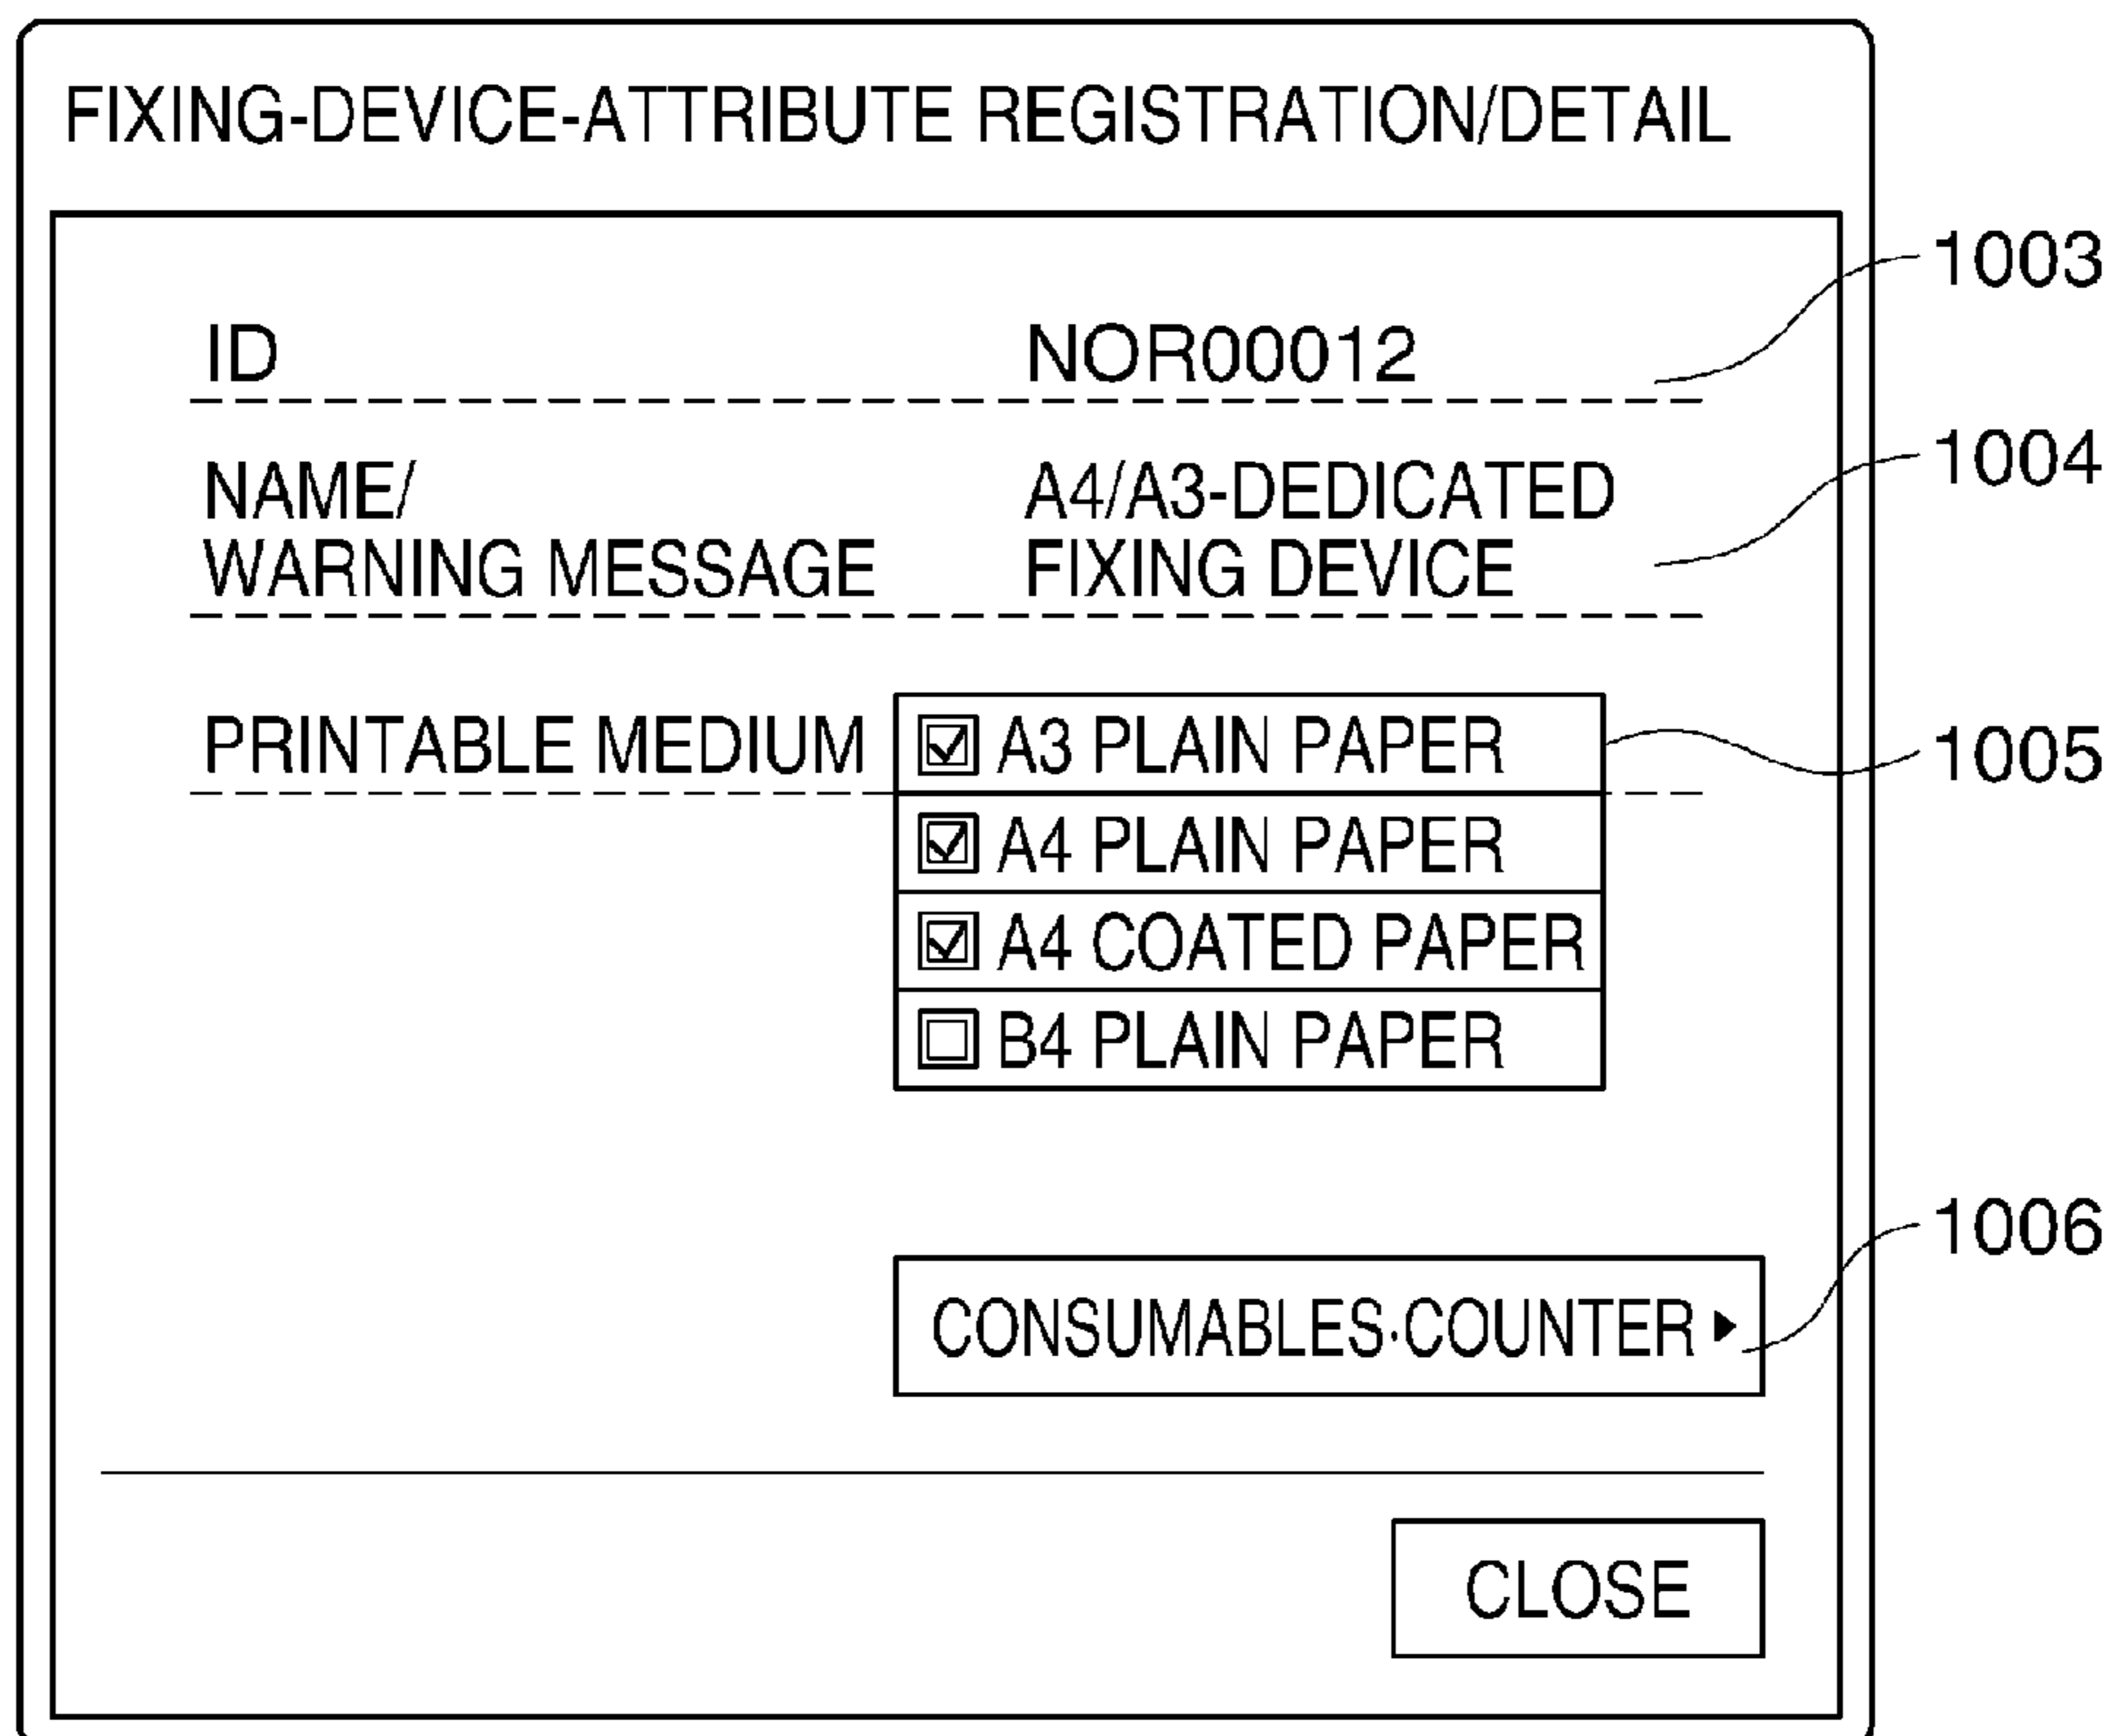 FIXING-DEVICE-ATTRIBUTE REGISTRATION/DETAIL
1003
ID NOR00012
1004
NAME/ A4/A3-DEDICATED
WARNING MESSAGE FIXING DEVICE
PRINTABLE MEDIUM A3 PLAIN PAPER 1005
A4 PLAIN PAPER
A4 COATED PAPER
B4 PLAIN PAPER
1006
CONSUMABLES·COUNTER ▶
CLOSE